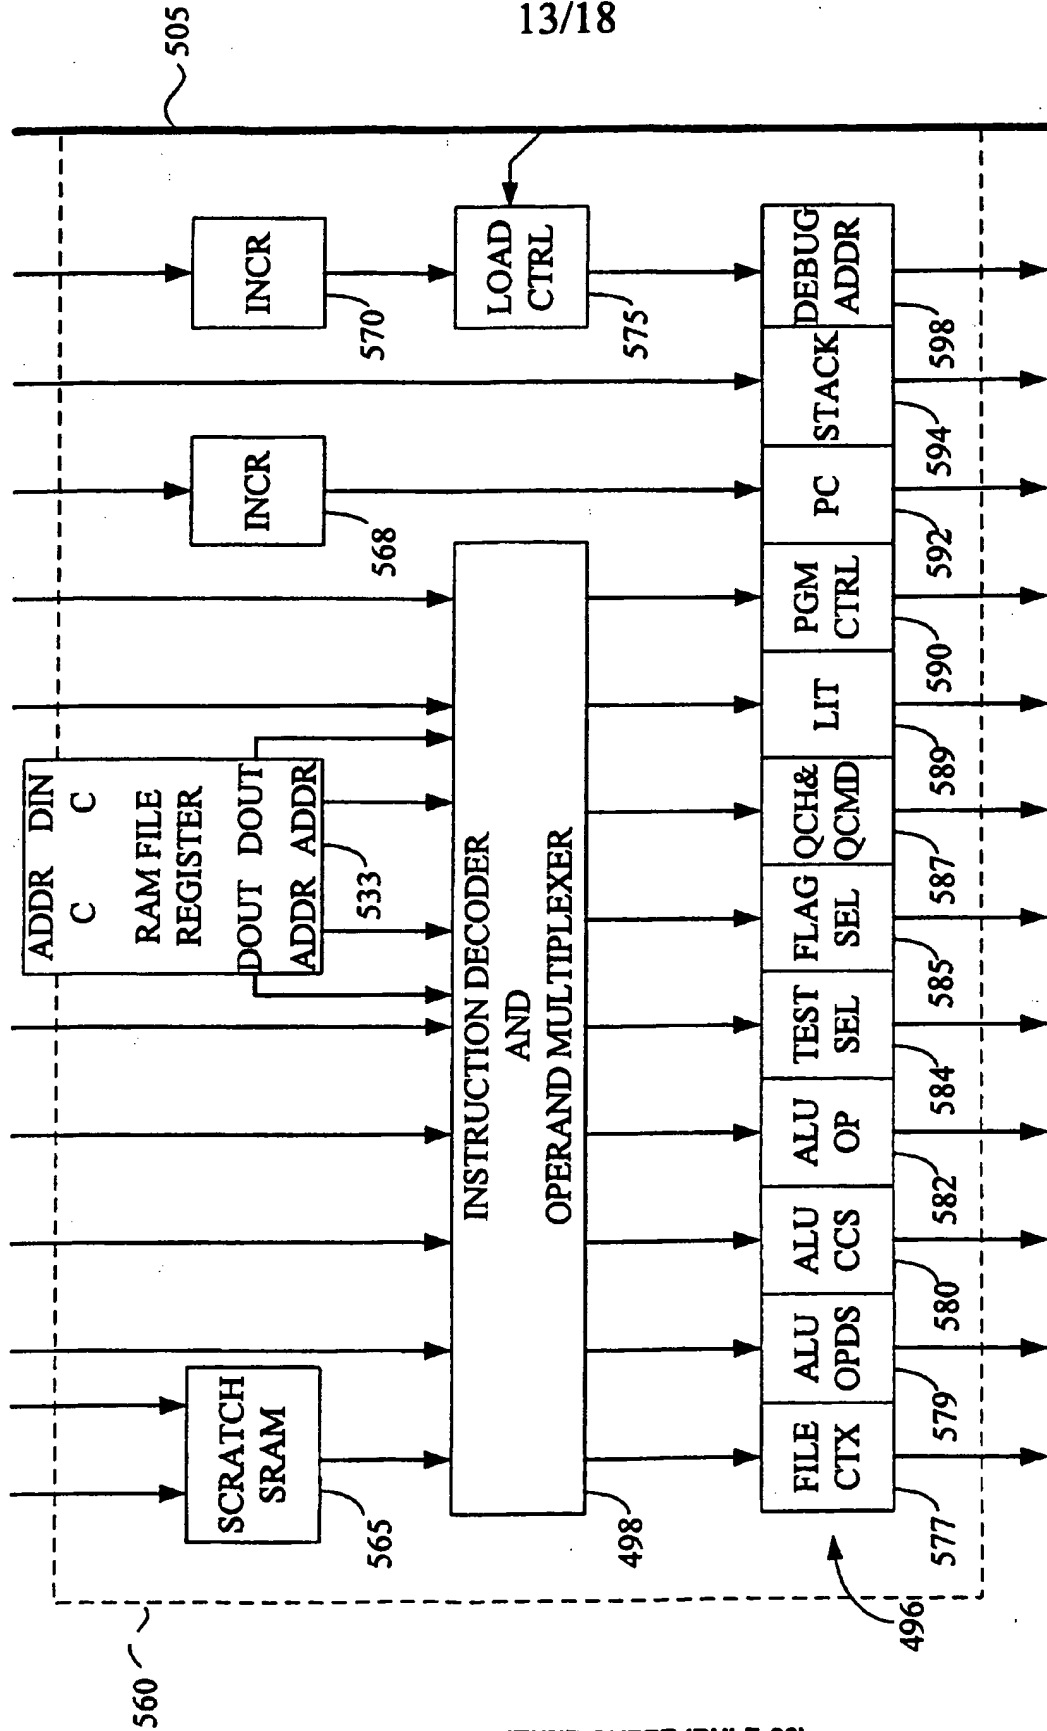 13/18
505
560
ADDR DIN
C C
RAM FILE
REGISTER
DOUT DOUT
ADDR ADDR
533
SCRATCH
SRAM
565
INCR
568
INCR
570
LOAD
CTRL
575
INSTRUCTION DECODER
AND
OPERAND MULTIPLEXER
498
496
FILE
CTX
577
ALU
OPDS
579
ALU
CCS
580
ALU
OP
582
TEST
SEL
584
FLAG
SEL
585
QCH&
QCMD
587
LIT
589
PGM
CTRL
590
PC
592
STACK
594
DEBUG
ADDR
598